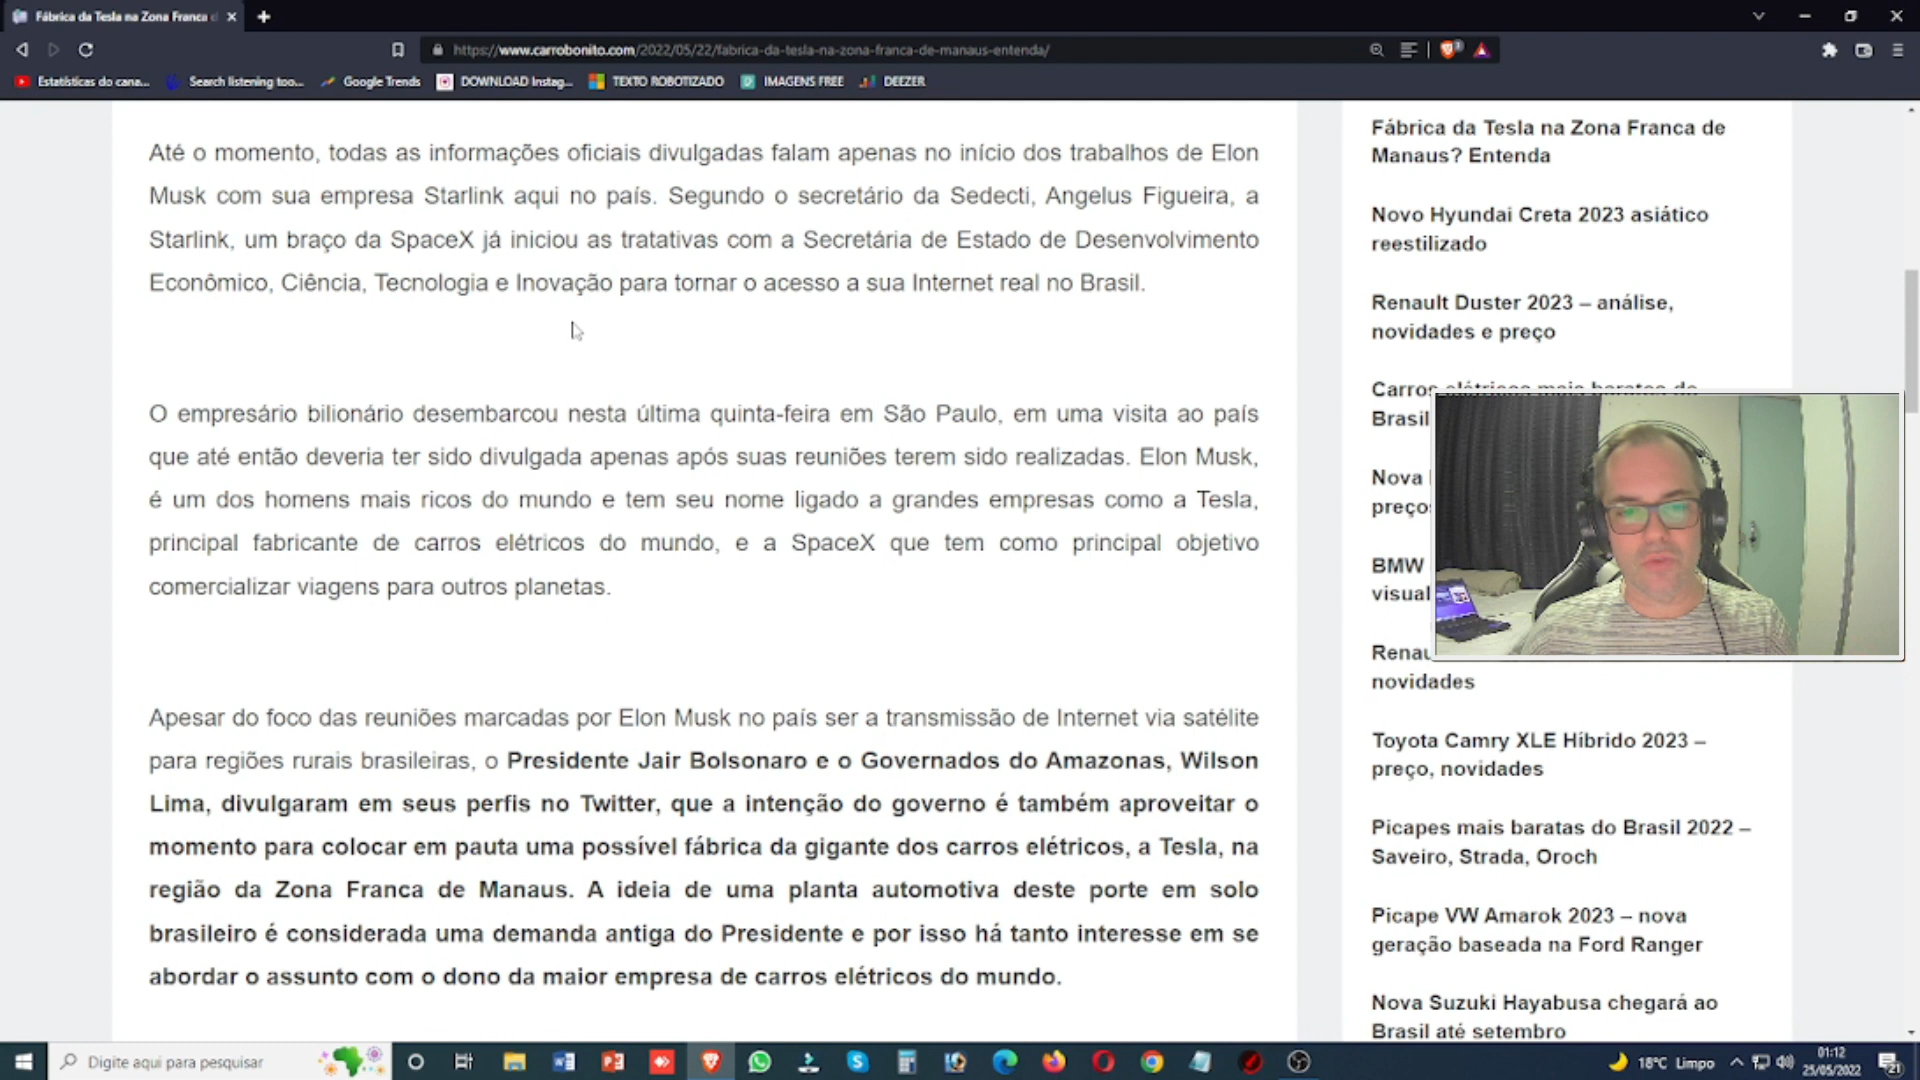 Fábrica da Tesla na Zona Franca d
https://www.carrobonito.com/2022/05/22/fabrica-da-tesla-na-zona-franca-de-manaus-entenda/
Estatísticas do cana...
Search listening too...
Google Trends
DOWNLOAD Instag...
TEXTO ROBOTIZADO
IMAGENS FREE
DEEZER
Até o momento, todas as informações oficiais divulgadas falam apenas no início dos trabalhos de Elon
Musk com sua empresa Starlink aqui no país. Segundo o secretário da Sedecti, Angelus Figueira, a
Starlink, um braço da SpaceX já iniciou as tratativas com a Secretária de Estado de Desenvolvimento
Econômico, Ciência, Tecnologia e Inovação para tornar o acesso a sua Internet real no Brasil.
O empresário bilionário desembarcou nesta última quinta-feira em São Paulo, em uma visita ao país
que até então deveria ter sido divulgada apenas após suas reuniões terem sido realizadas. Elon Musk,
é um dos homens mais ricos do mundo e tem seu nome ligado a grandes empresas como a Tesla,
principal fabricante de carros elétricos do mundo, e a SpaceX que tem como principal objetivo
comercializar viagens para outros planetas.
Apesar do foco das reuniões marcadas por Elon Musk no país ser a transmissão de Internet via satélite
para regiões rurais brasileiras, o Presidente Jair Bolsonaro e o Governados do Amazonas, Wilson
Lima, divulgaram em seus perfis no Twitter, que a intenção do governo é também aproveitar o
momento para colocar em pauta uma possível fábrica da gigante dos carros elétricos, a Tesla, na
região da Zona Franca de Manaus. A ideia de uma planta automotiva deste porte em solo
brasileiro é considerada uma demanda antiga do Presidente e por isso há tanto interesse em se
abordar o assunto com o dono da maior empresa de carros elétricos do mundo.
Fábrica da Tesla na Zona Franca de
Manaus? Entenda
Novo Hyundai Creta 2023 asiático
reestilizado
Renault Duster 2023 – análise,
novidades e preço
Carros elétricos mais baratos do
Brasil
Nova
preço
BMW
visual
Renau
novidades
Toyota Camry XLE Híbrido 2023 –
preço, novidades
Picapes mais baratas do Brasil 2022 –
Saveiro, Strada, Oroch
Picape VW Amarok 2023 – nova
geração baseada na Ford Ranger
Nova Suzuki Hayabusa chegará ao
Brasil até setembro
Digite aqui para pesquisar
18ºC Limpo
01:12
25/05/2022
21